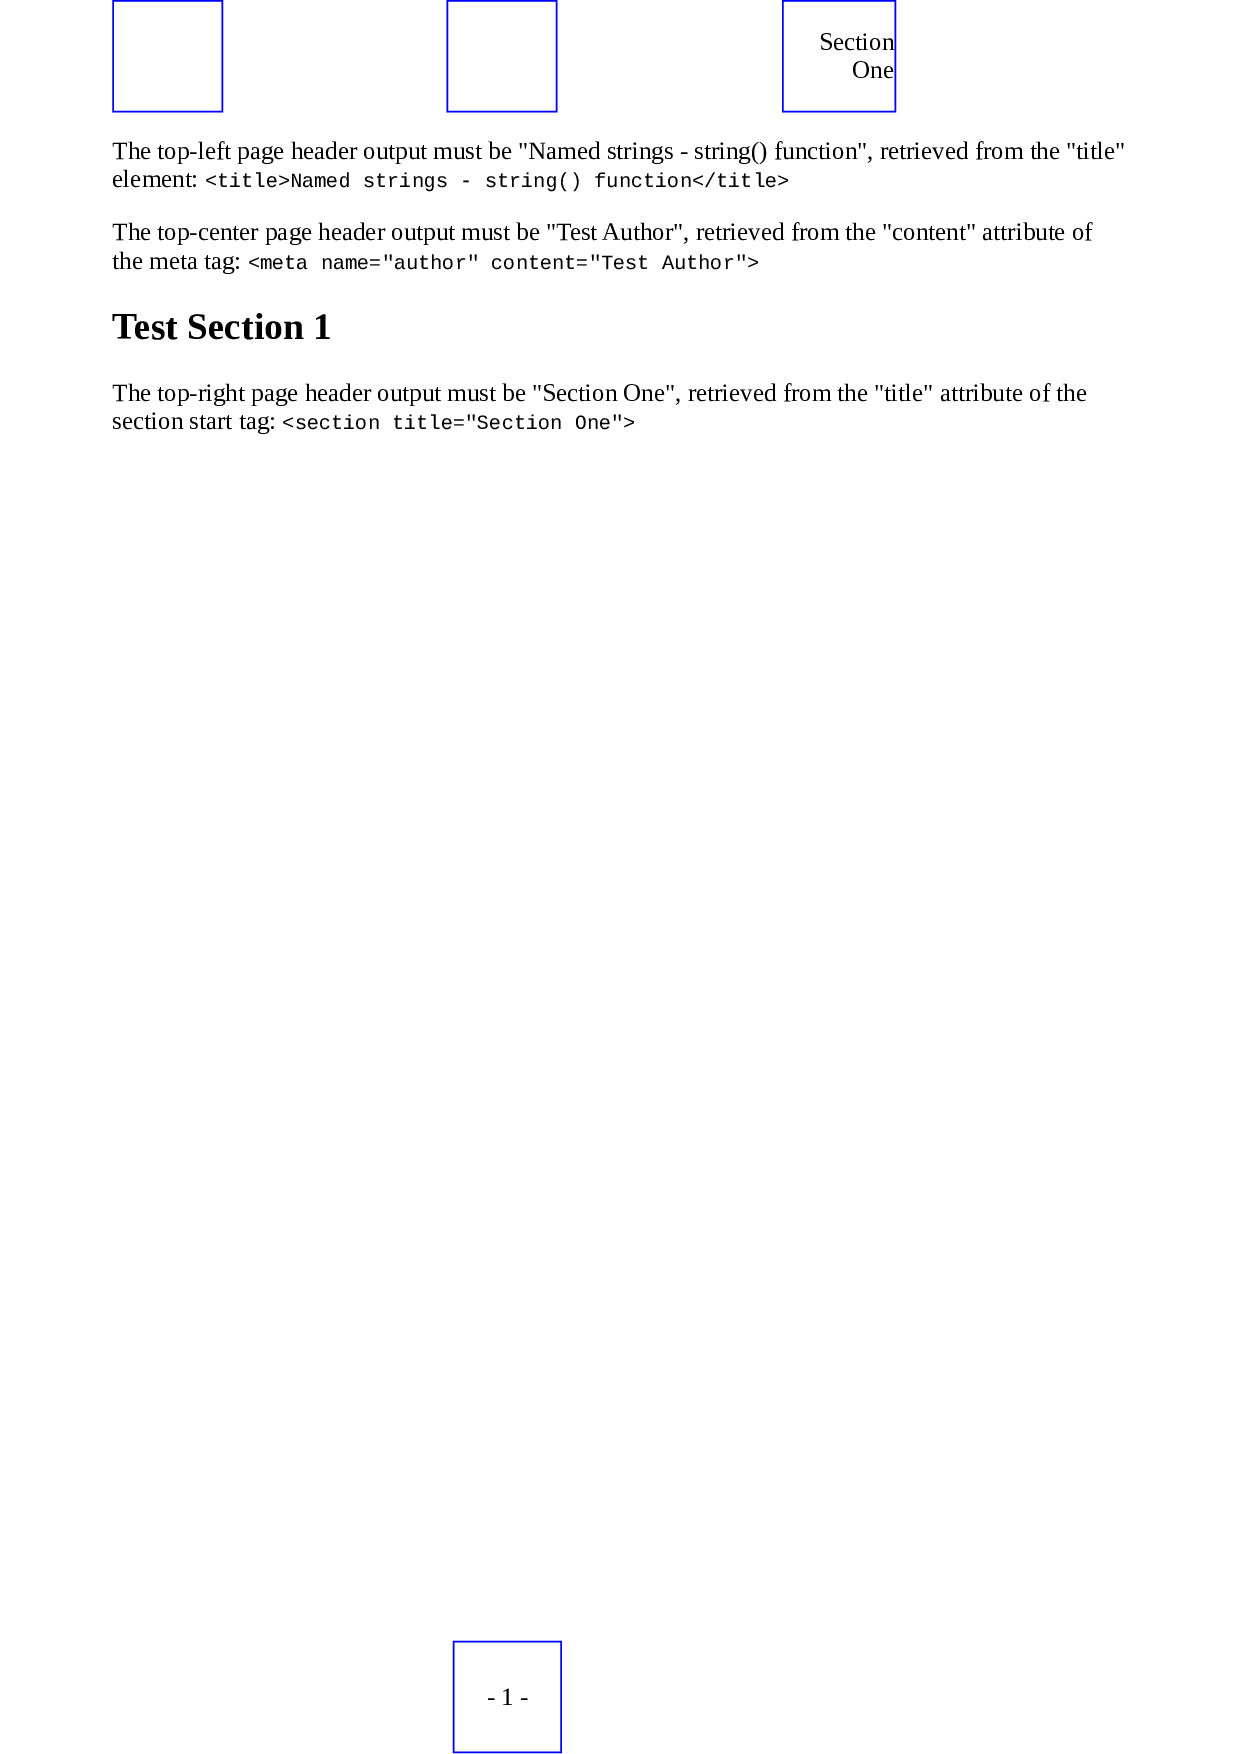 Section
One
The top-left page header output must be "Named strings - string() function", retrieved from the "title"
element: <title>Named strings - string() function</title>
The top-center page header output must be "Test Author", retrieved from the "content" attribute of
the meta tag: <meta name="author" content="Test Author">
Test Section 1
The top-right page header output must be "Section One", retrieved from the "title" attribute of the
section start tag: <section title="Section One">
- 1 -